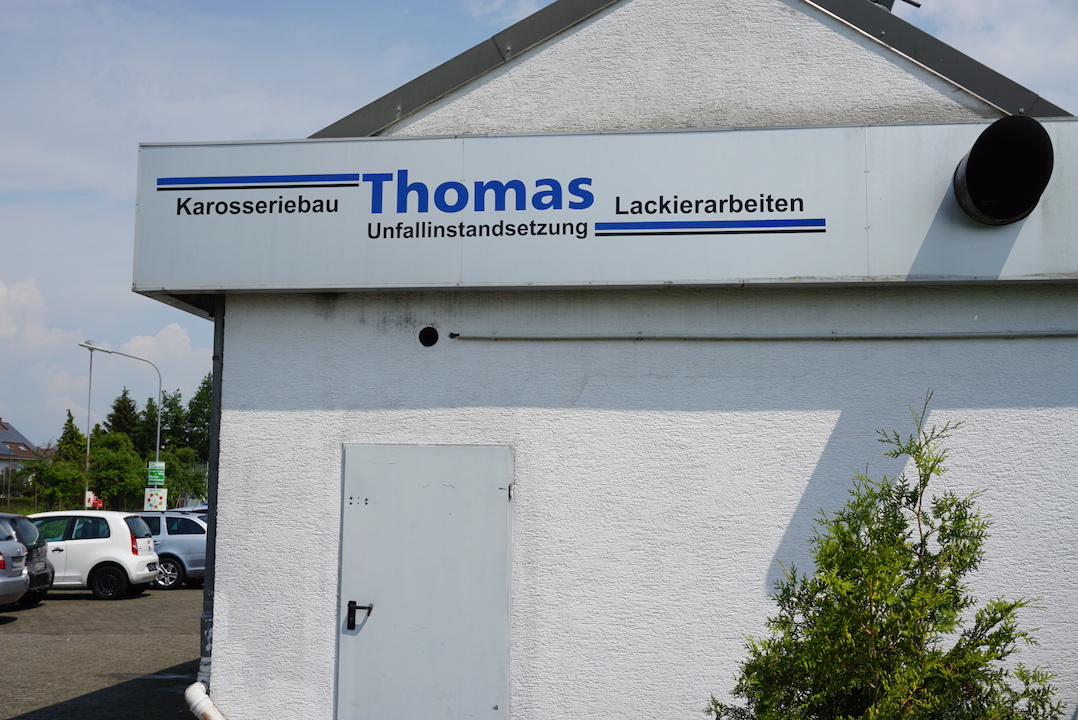 Karosseriebau
Thomas
Unfallinstandsetzung
Lackierarbeiten